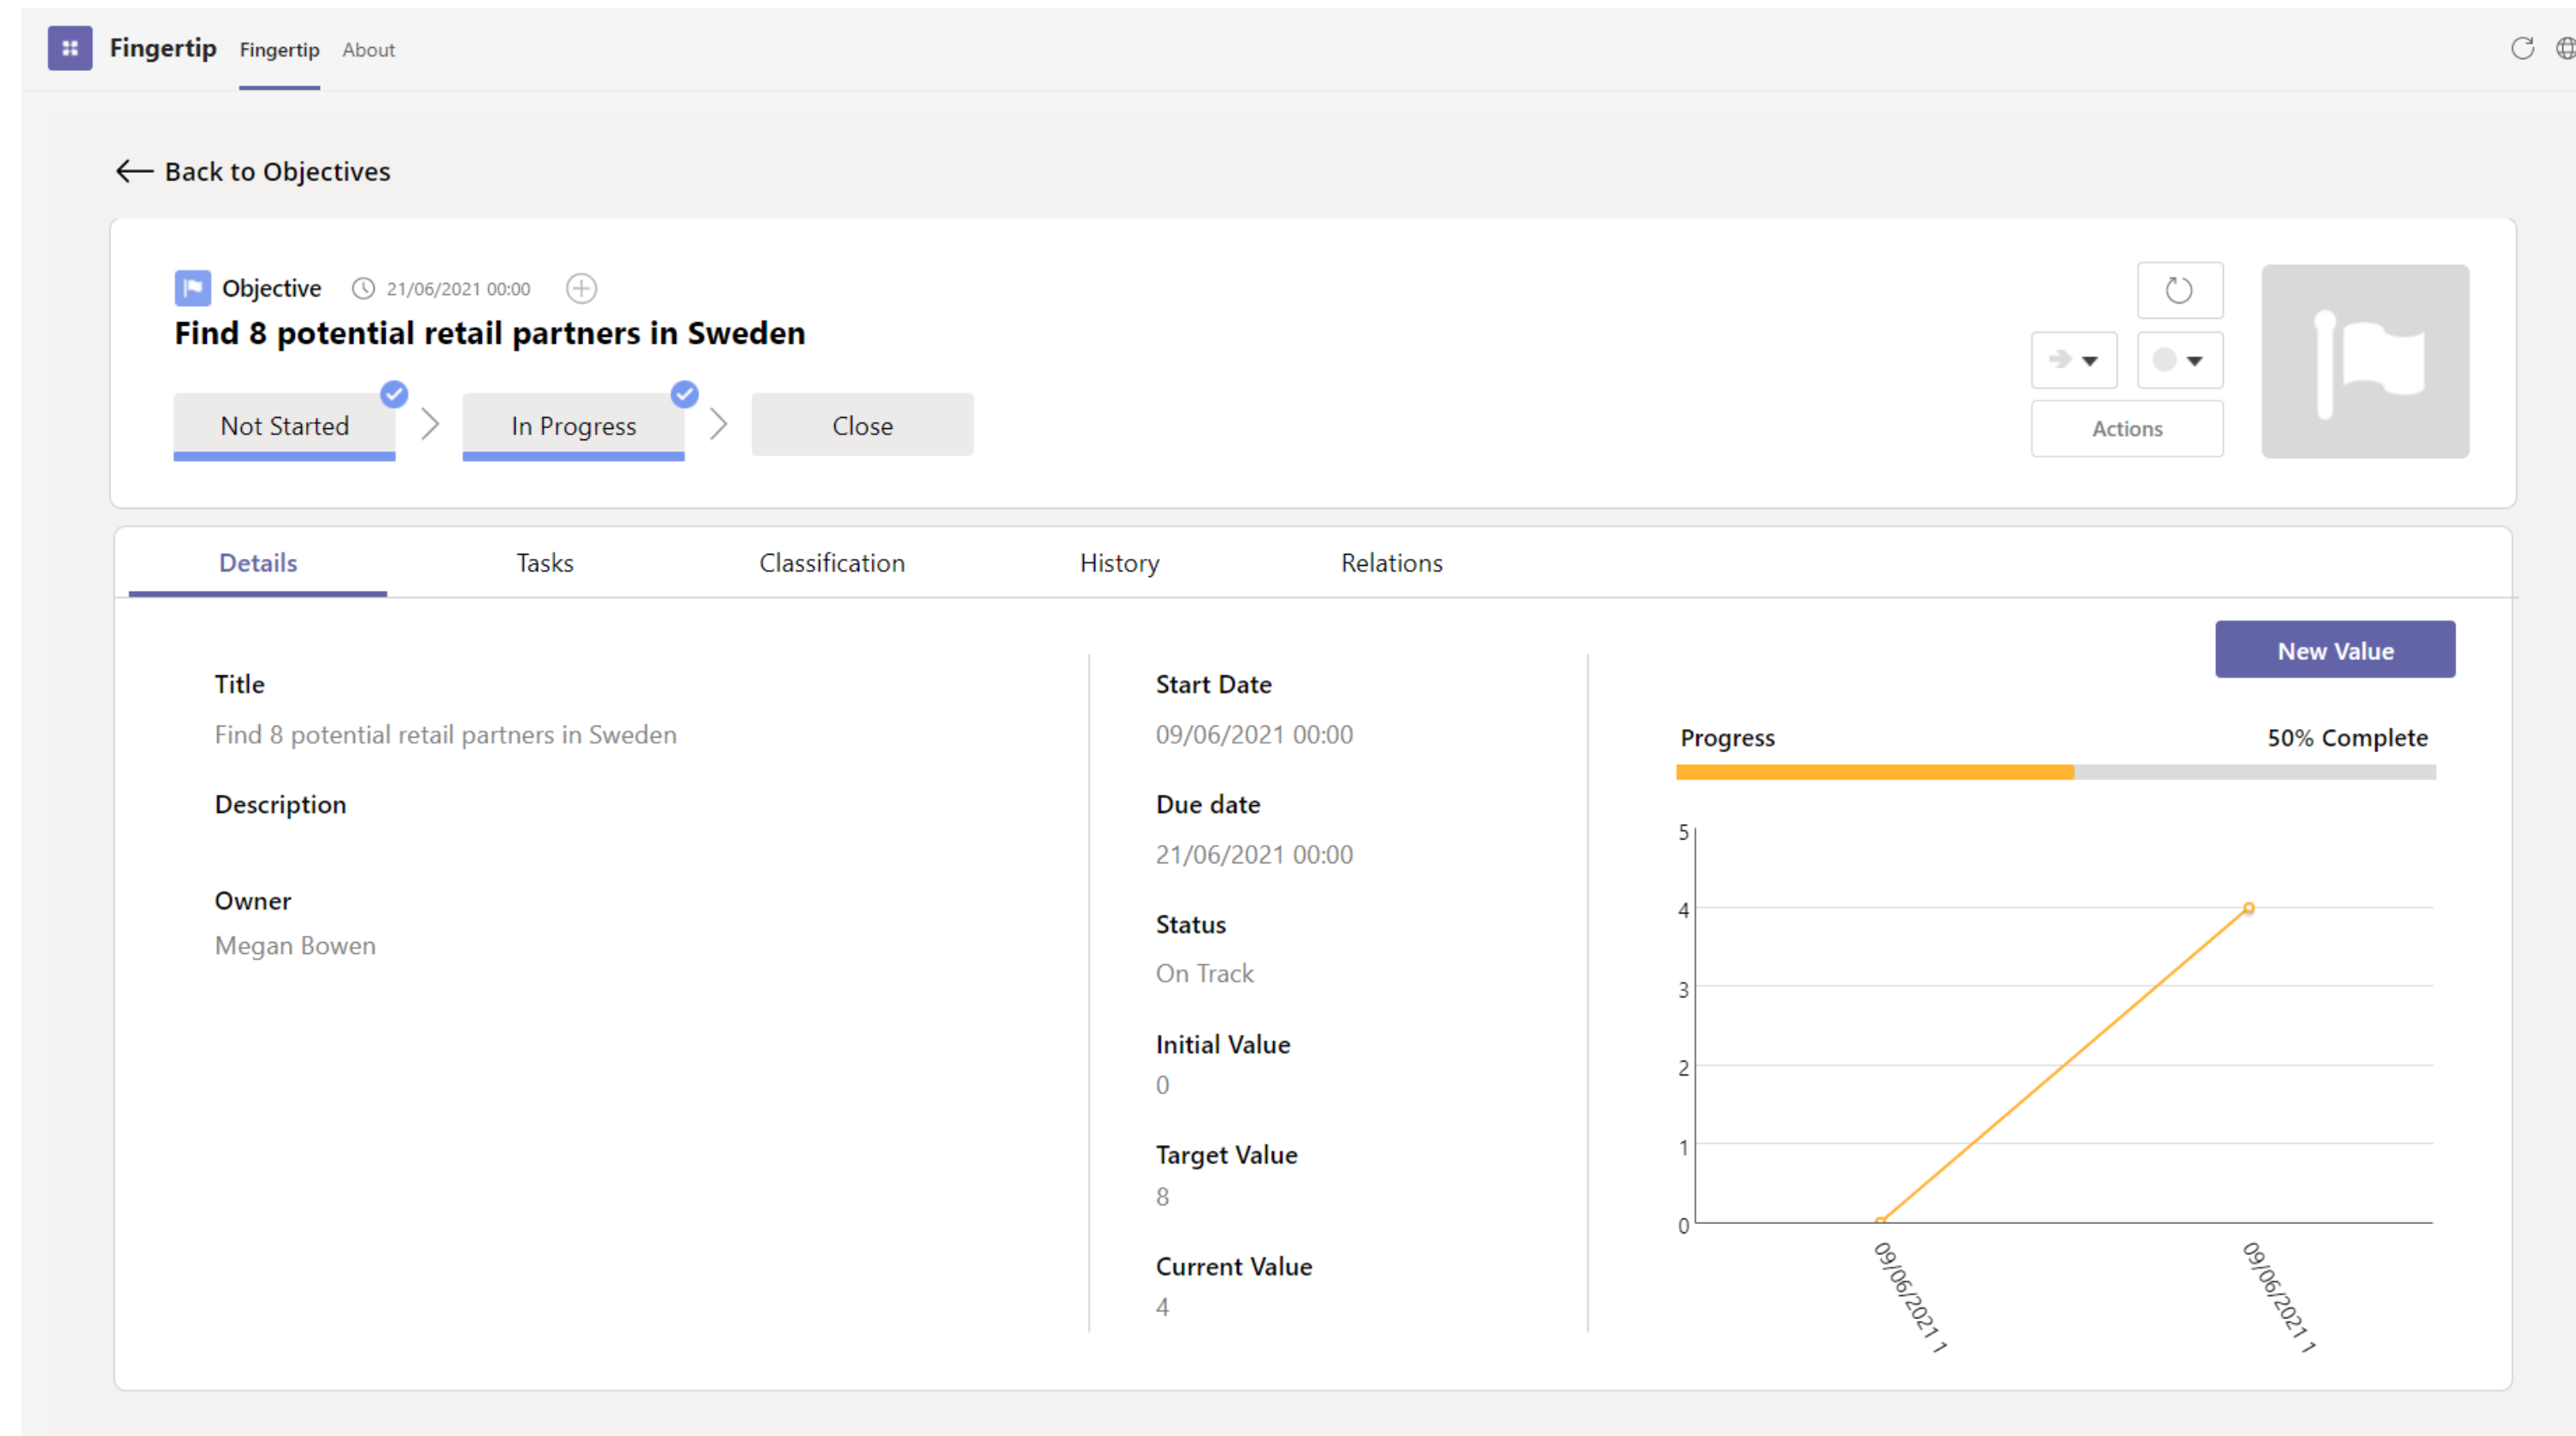 Fingertip Fingertip About
Back to Objectives
Objective 21/06/2021 00:00
Find 8 potential retail partners in Sweden
Not Started In Progress Close
Actions
Details Tasks Classification History Relations
New Value
Title
Find 8 potential retail partners in Sweden
Description
Owner
Megan Bowen
Start Date
09/06/2021 00:00
Due date
21/06/2021 00:00
Status
On Track
Initial Value
0
Target Value
8
Current Value
4
Progress 50% Complete
5
4
3
2
1
0
09/06/2021 1 09/06/2021 1